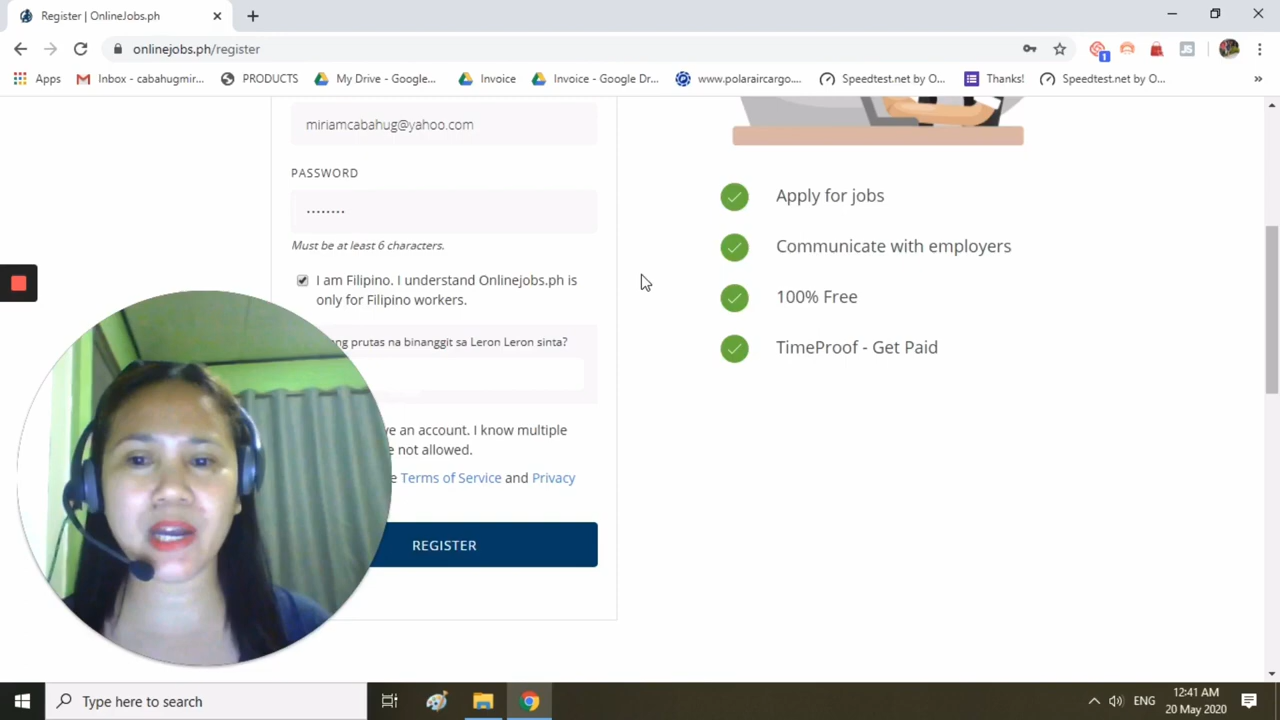 Register | OnlineJobs.ph
onlinejobs.ph/register
1
Apps
Inbox - cabahugmir...
PRODUCTS
My Drive - Google...
Invoice
Invoice - Google Dr...
www.polaraircargo....
Speedtest.net by O...
Thanks!
Speedtest.net by O...
»
miriamcabahug@yahoo.com
PASSWORD
Must be at least 6 characters.
I am Filipino. I understand Onlinejobs.ph is
only for Filipino workers.
ng prutas na binanggit sa Leron Leron sinta?
ve an account. I know multiple
e not allowed.
e Terms of Service and Privacy
REGISTER
Apply for jobs
Communicate with employers
100% Free
TimeProof - Get Paid
JS
Type here to search
ENG
12:41 AM
20 May 2020